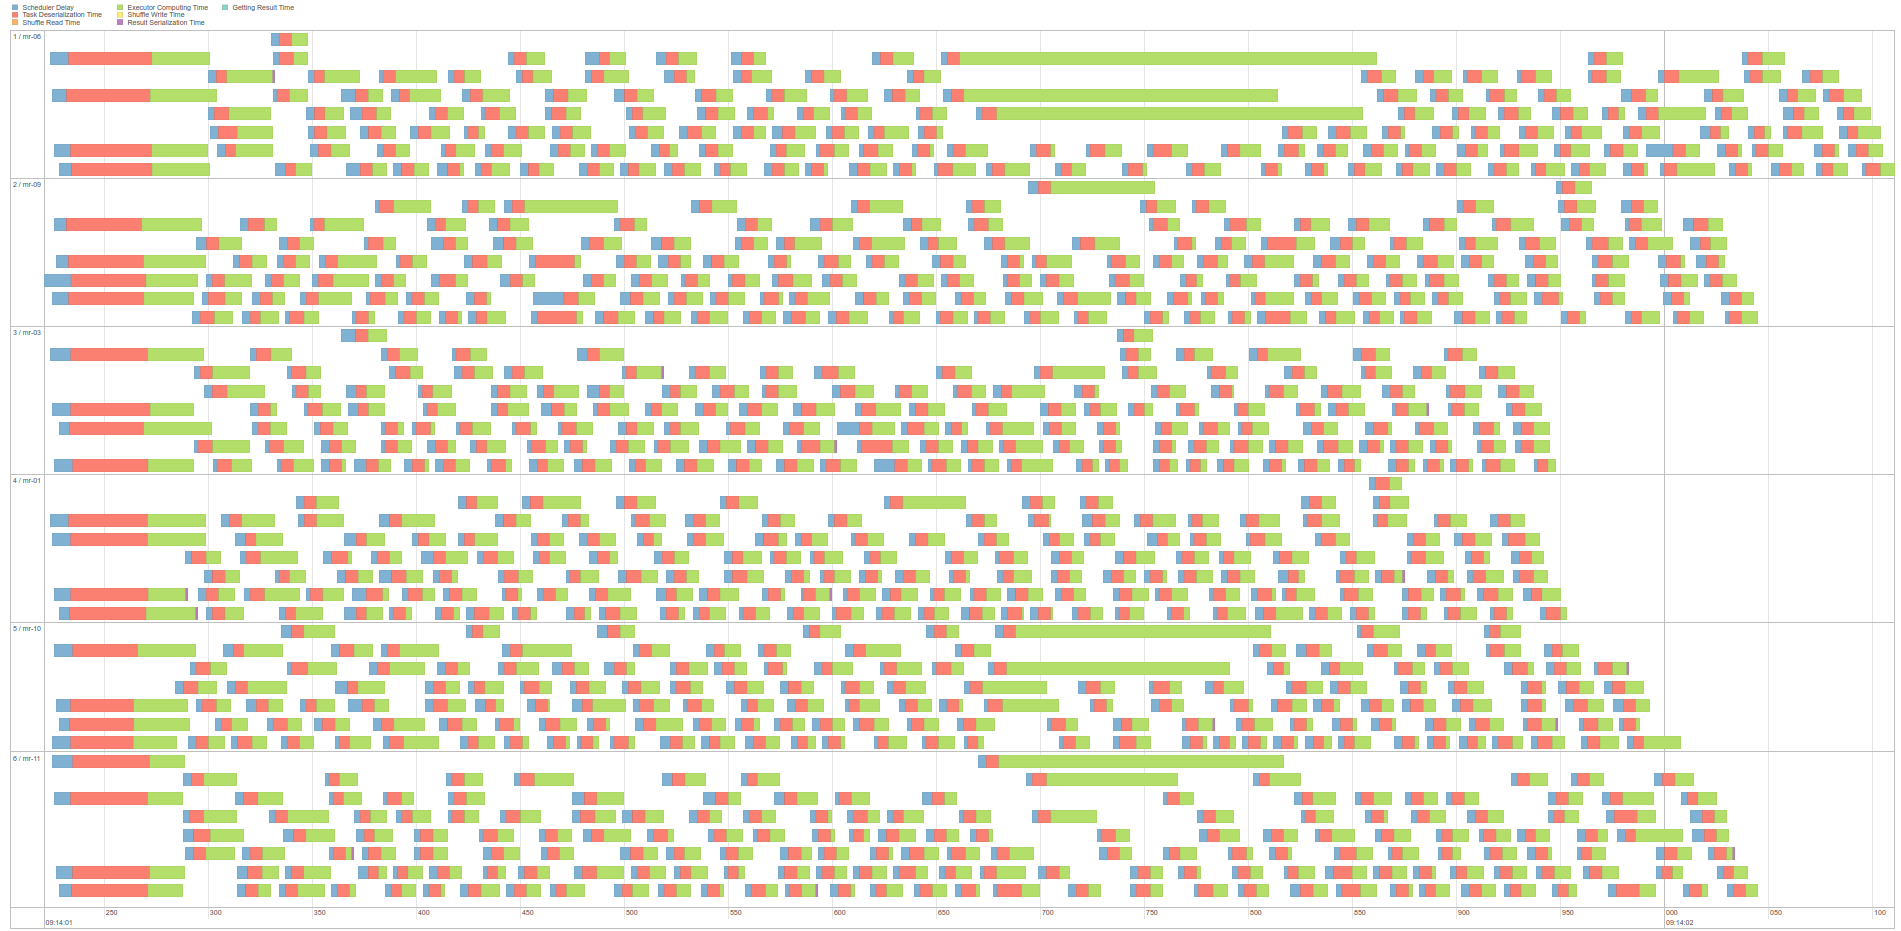 Scheduler Delay
Executor Computing Time
Getting Result Time
Task Deserialization Time
Shuffle Write Time
Shuffle Read Time
Result Serialization Time
1 / mr-06
2 / mr-09
3 / mr-03
4 / mr-01
5 / mr-10
6 / mr-11
250 300 350 400 450 500 550 600 650 700 750 800 850 900 950 000 050 100
09:14:01 09:14:02